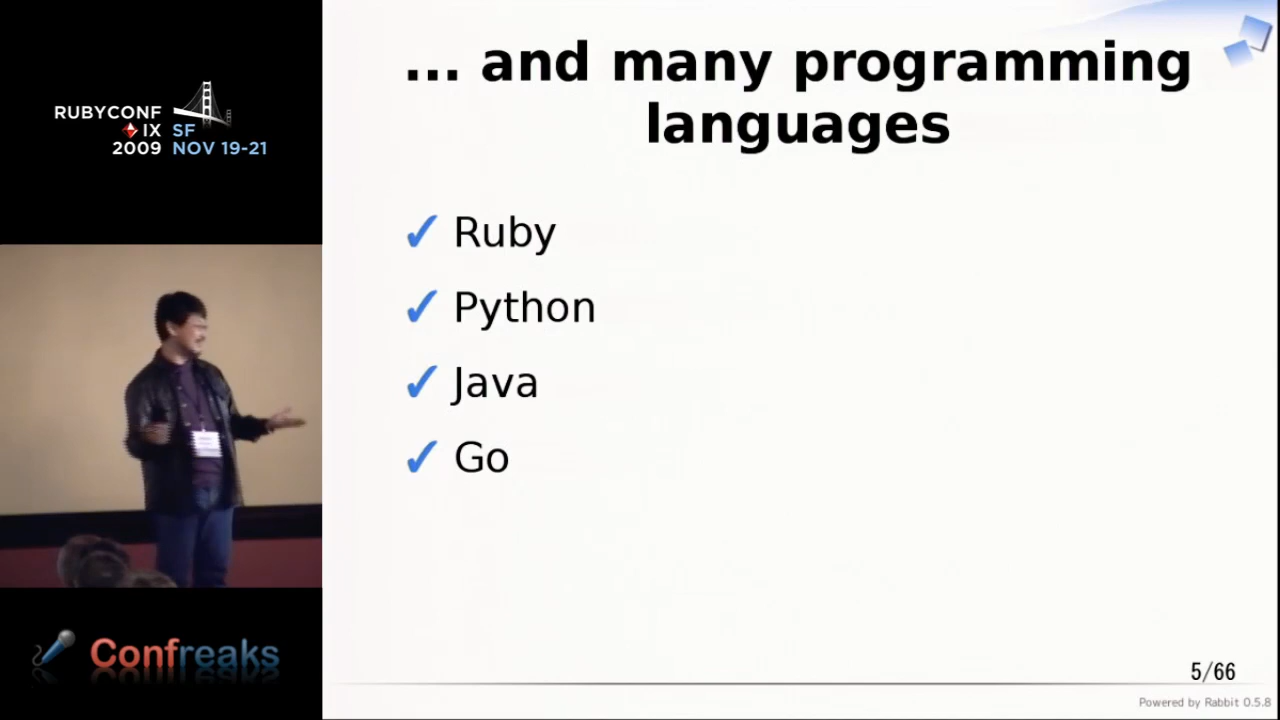 RUBYCONF
IX SF
2009 NOV 19-21
... and many programming
languages
✓ Ruby
✓ Python
✓ Java
✓ Go
Confreaks
5/66
Powered by Rabbit 0.5.8